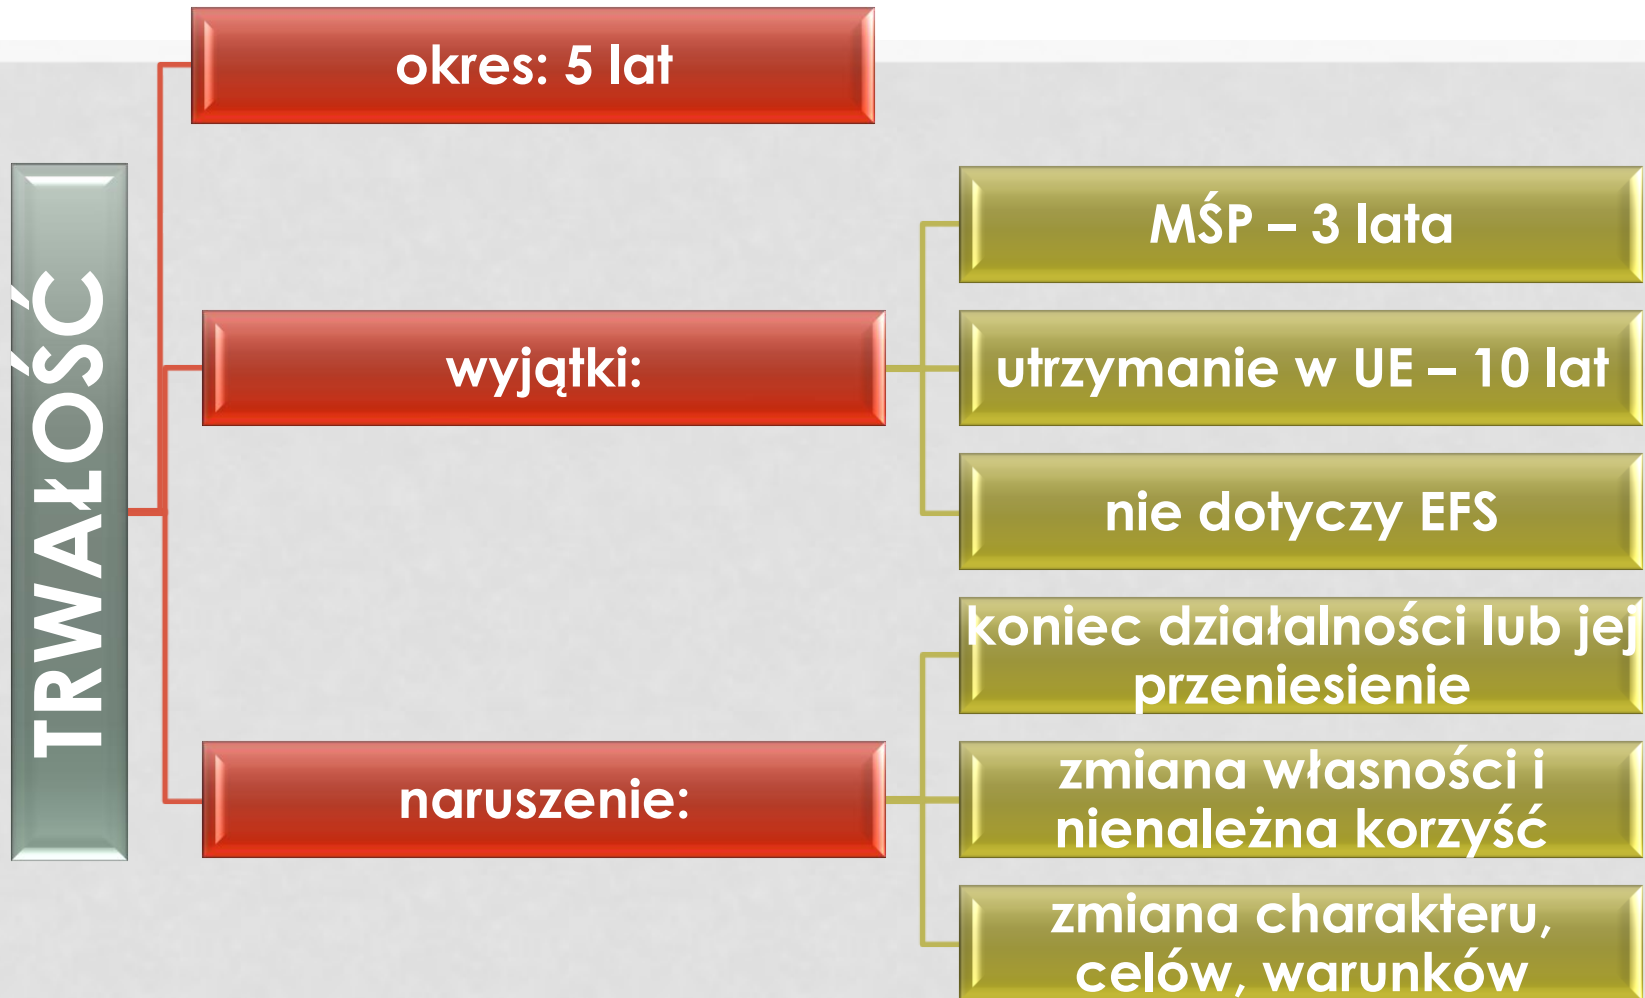 TRWAŁOŚĆ
okres: 5 lat
wyjątki:
MŚP – 3 lata
utrzymanie w UE – 10 lat
nie dotyczy EFS
naruszenie:
koniec działalności lub jej
przeniesienie
zmiana własności i
nienależna korzyść
zmiana charakteru,
celów, warunków